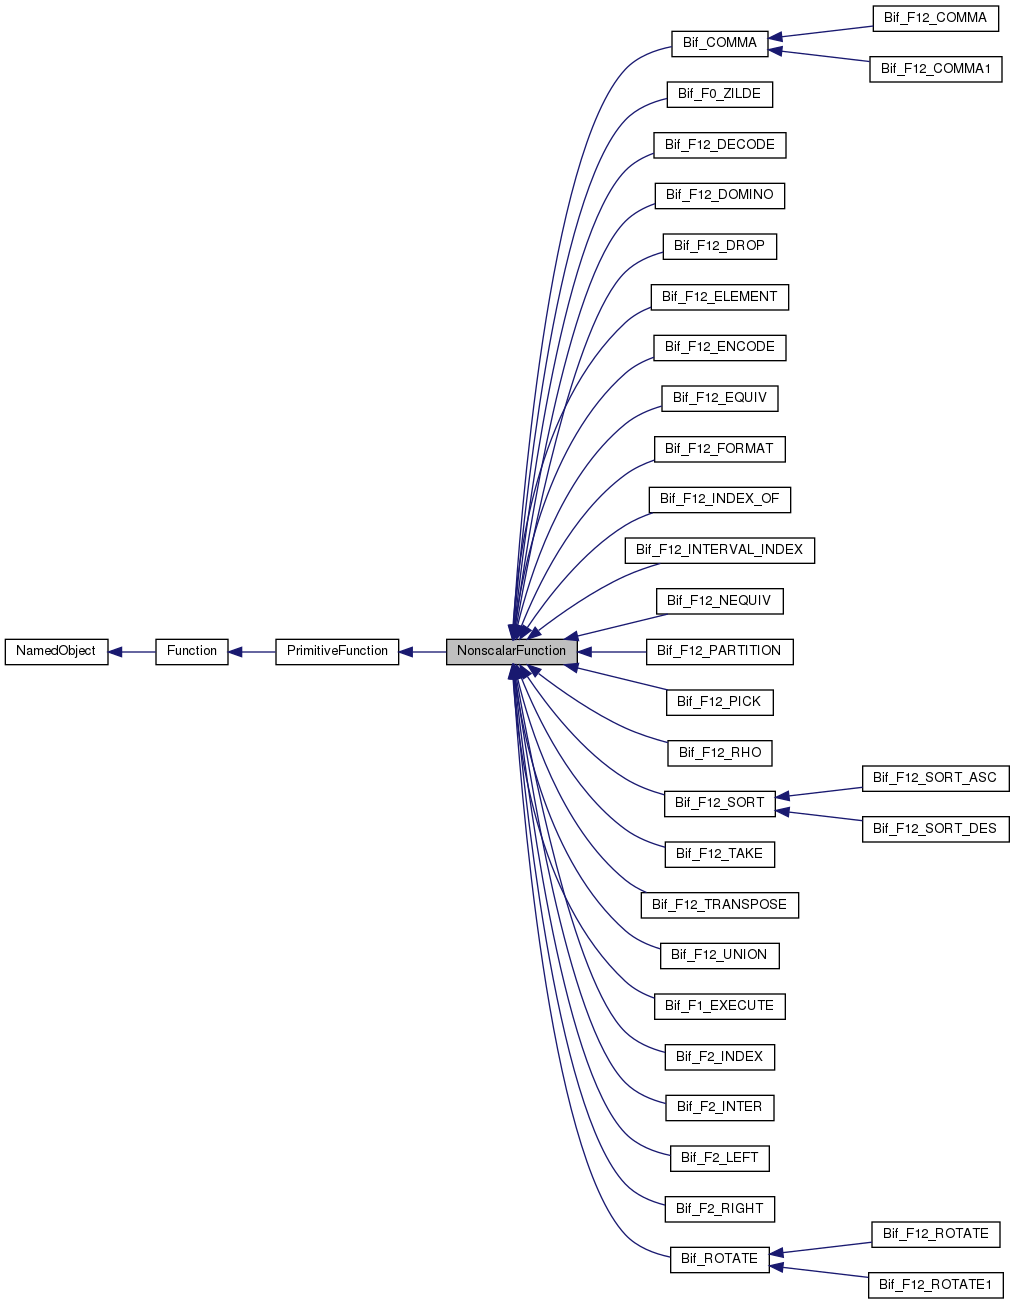 Bif_F12_COMMA
Bif_COMMA
Bif_F12_COMMA1
Bif_F0_ZILDE
Bif_F12_DECODE
Bif_F12_DOMINO
Bif_F12_DROP
Bif_F12_ELEMENT
Bif_F12_ENCODE
Bif_F12_EQUIV
Bif_F12_FORMAT
Bif_F12_INDEX_OF
Bif_F12_INTERVAL_INDEX
Bif_F12_NEQUIV
NamedObject
Function
PrimitiveFunction
NonscalarFunction
Bif_F12_PARTITION
Bif_F12_PICK
Bif_F12_RHO
Bif_F12_SORT_ASC
Bif_F12_SORT
Bif_F12_SORT_DES
Bif_F12_TAKE
Bif_F12_TRANSPOSE
Bif_F12_UNION
Bif_F1_EXECUTE
Bif_F2_INDEX
Bif_F2_INTER
Bif_F2_LEFT
Bif_F2_RIGHT
Bif_F12_ROTATE
Bif_ROTATE
Bif_F12_ROTATE1